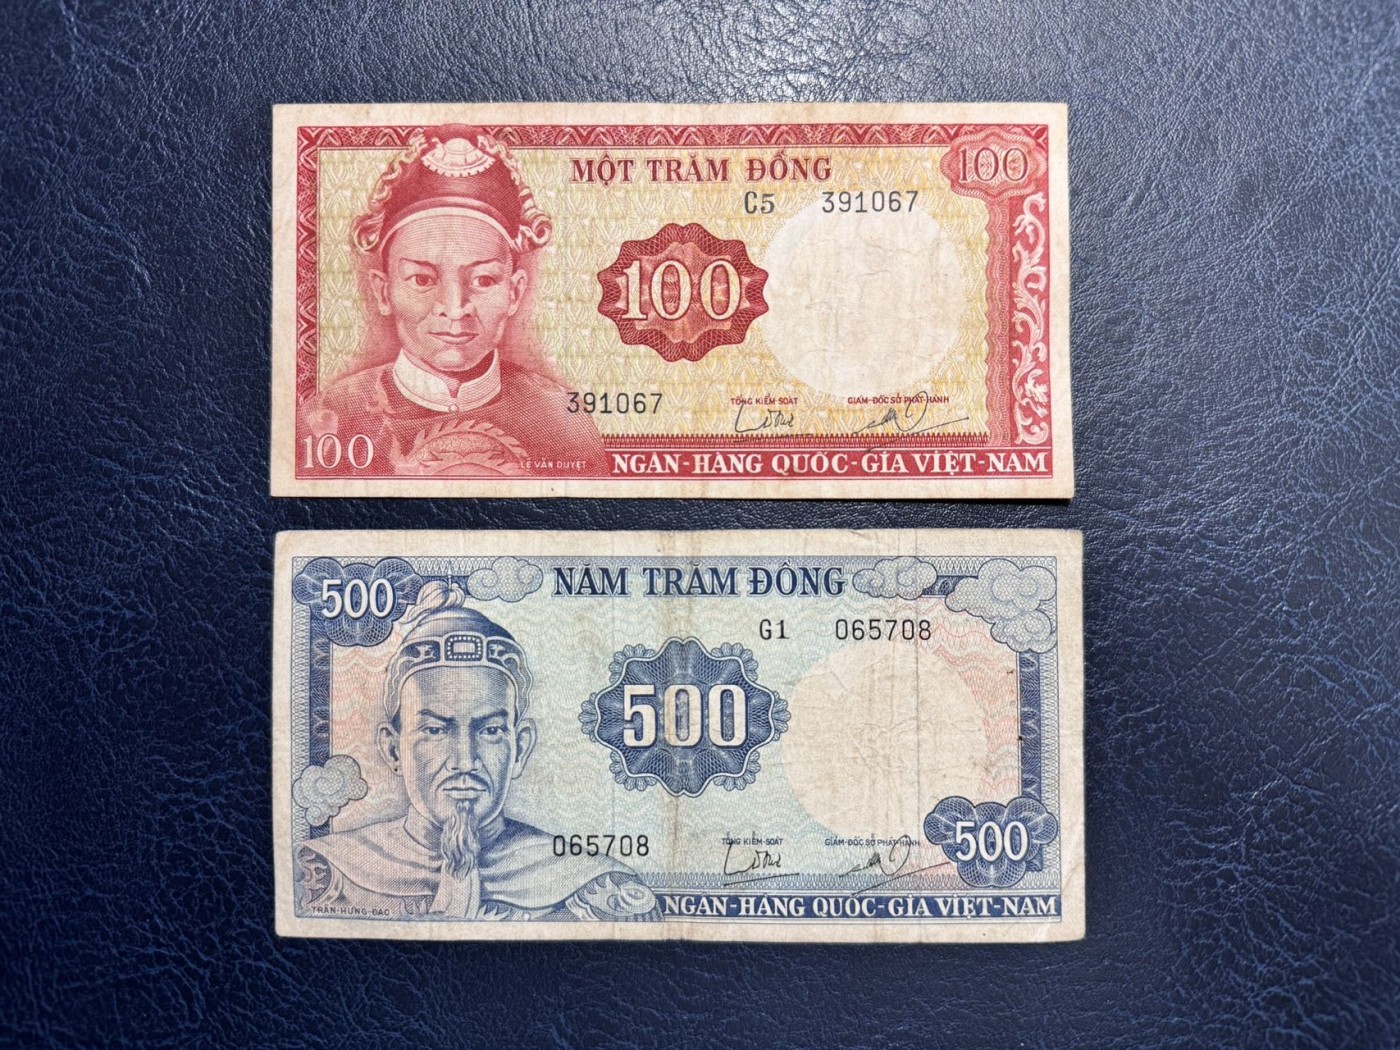 MỘT TRĂM ĐỒNG
100
C5 391067
100
391067
TỔNG KIỂM SOÁT
GIÁM-ĐỐC SỞ PHÁT-HÀNH
100
LÊ VĂN DUYỆT
NGÂN-HÀNG QUỐC-GIA VIỆT-NAM
500
NĂM TRĂM ĐỒNG
G1 065708
500
065708
TỔNG KIỂM-SOÁT
GIÁM-ĐỐC SỞ PHÁT-HÀNH
500
TRẦN-HƯNG-ĐẠO
NGÂN-HÀNG QUỐC-GIA VIỆT-NAM